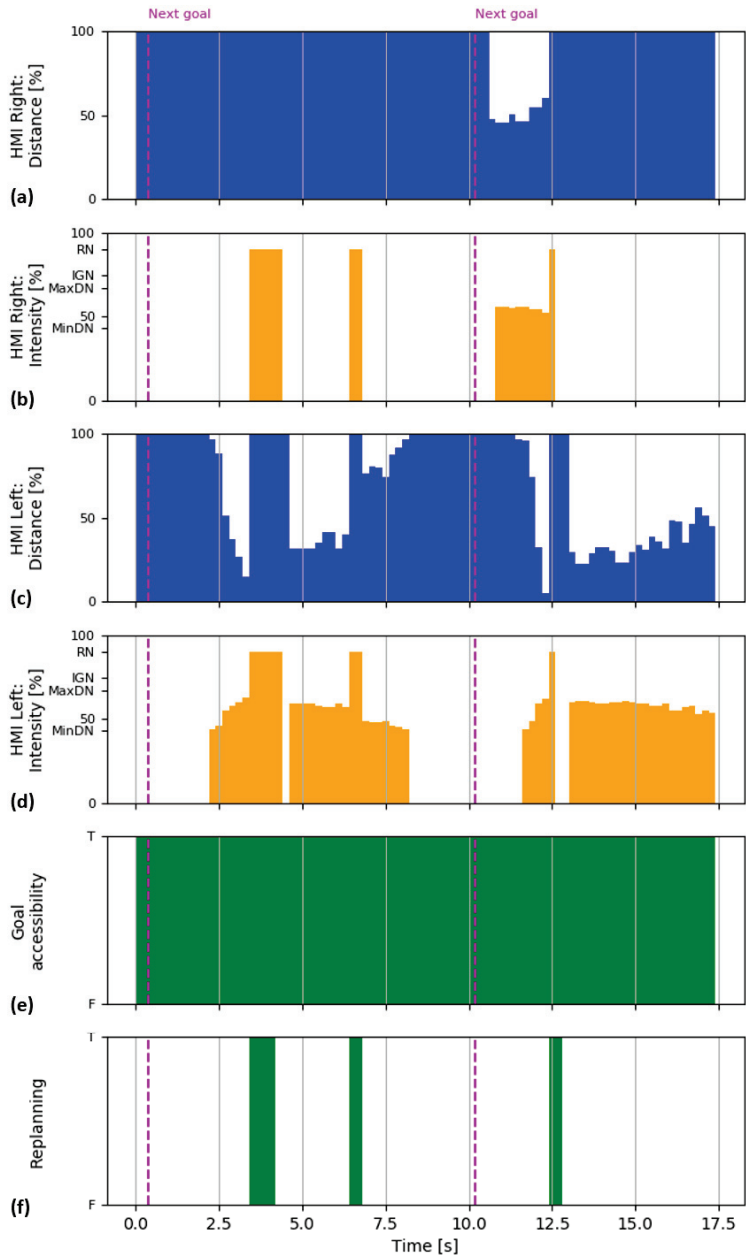 Next goal Next goal
HMI Right:
Distance [%]
100
50
0
(a)
HMI Right:
Intensity [%]
100
RN
IGN
MaxDN
50
MinDN
0
(b)
HMI Left:
Distance [%]
100
50
0
(c)
HMI Left:
Intensity [%]
100
RN
IGN
MaxDN
50
MinDN
0
(d)
Goal
accessibility
T
F
(e)
Replanning
T
F
(f)
0.0 2.5 5.0 7.5 10.0 12.5 15.0 17.5
Time [s]